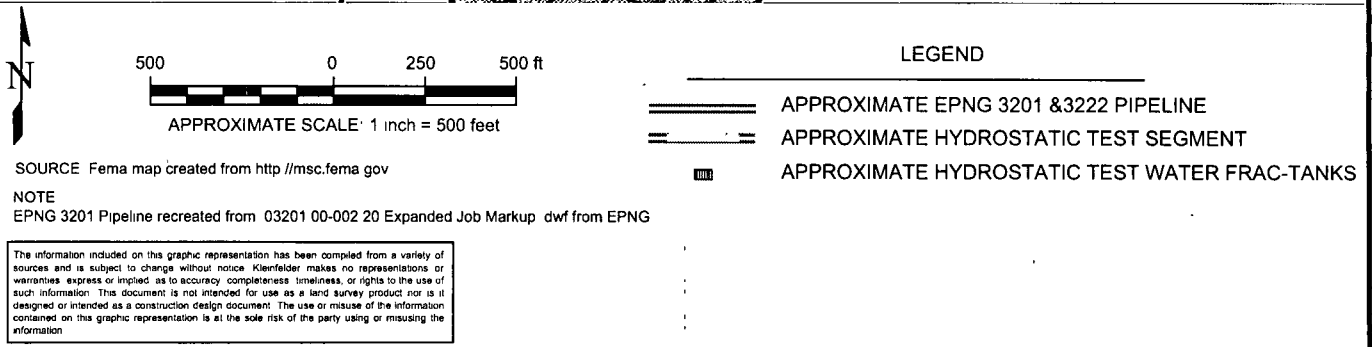 N
500 0 250 500 ft
APPROXIMATE SCALE: 1 inch = 500 feet
SOURCE Fema map created from http //msc.fema gov
NOTE
EPNG 3201 Pipeline recreated from 03201 00-002 20 Expanded Job Markup dwf from EPNG
The information included on this graphic representation has been compiled from a variety of
sources and is subject to change without notice Kleinfelder makes no representations or
warranties express or implied as to accuracy completeness timeliness, or rights to the use of
such information This document is not intended for use as a land survey product nor is it
designed or intended as a construction design document The use or misuse of the information
contained on this graphic representation is at the sole risk of the party using or misusing the
information
LEGEND
APPROXIMATE EPNG 3201 &3222 PIPELINE
APPROXIMATE HYDROSTATIC TEST SEGMENT
APPROXIMATE HYDROSTATIC TEST WATER FRAC-TANKS